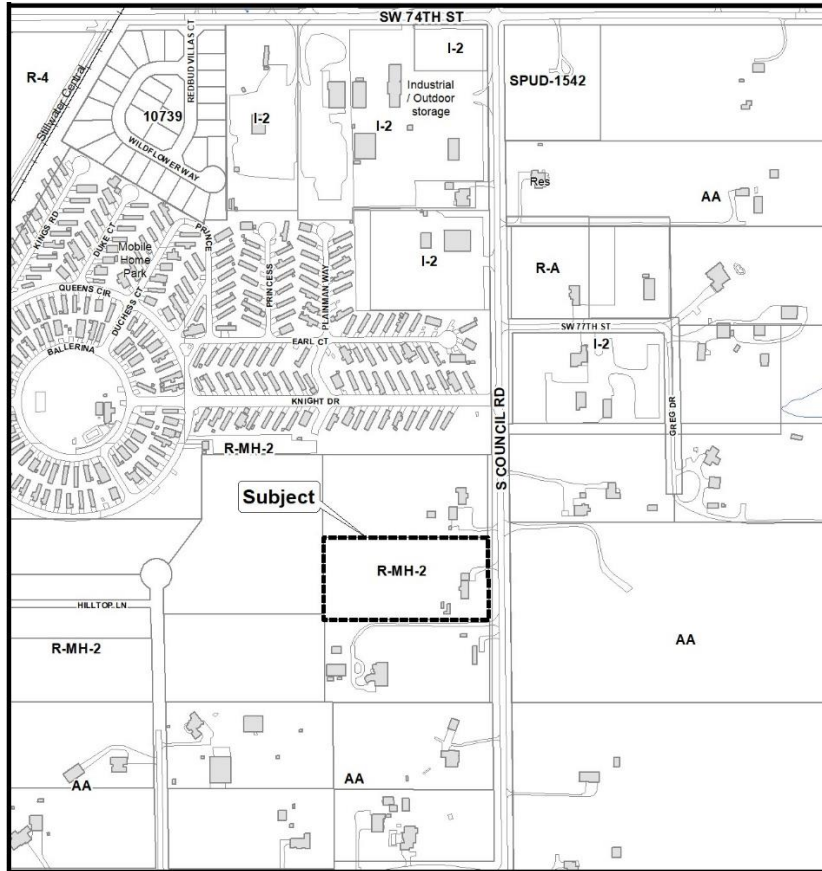 SW 74TH ST
R-4
Stillwater Central
REDBUD VILLAS CT
10739
WILDFLOWER WAY
I-2
I-2
Industrial
/ Outdoor
storage
I-2
SPUD-1542
Res
AA
KINGS RD
DUKE CT
Mobile
Home
Park
PRINCE
PRINCESS
PLAINMAN WAY
I-2
R-A
QUEENS CIR
DUCHESS CT
BALLERINA
EARL CT
SW 77TH ST
I-2
KNIGHT DR
GREG DR
S COUNCIL RD
R-MH-2
Subject
R-MH-2
HILLTOP LN
R-MH-2
AA
AA
AA